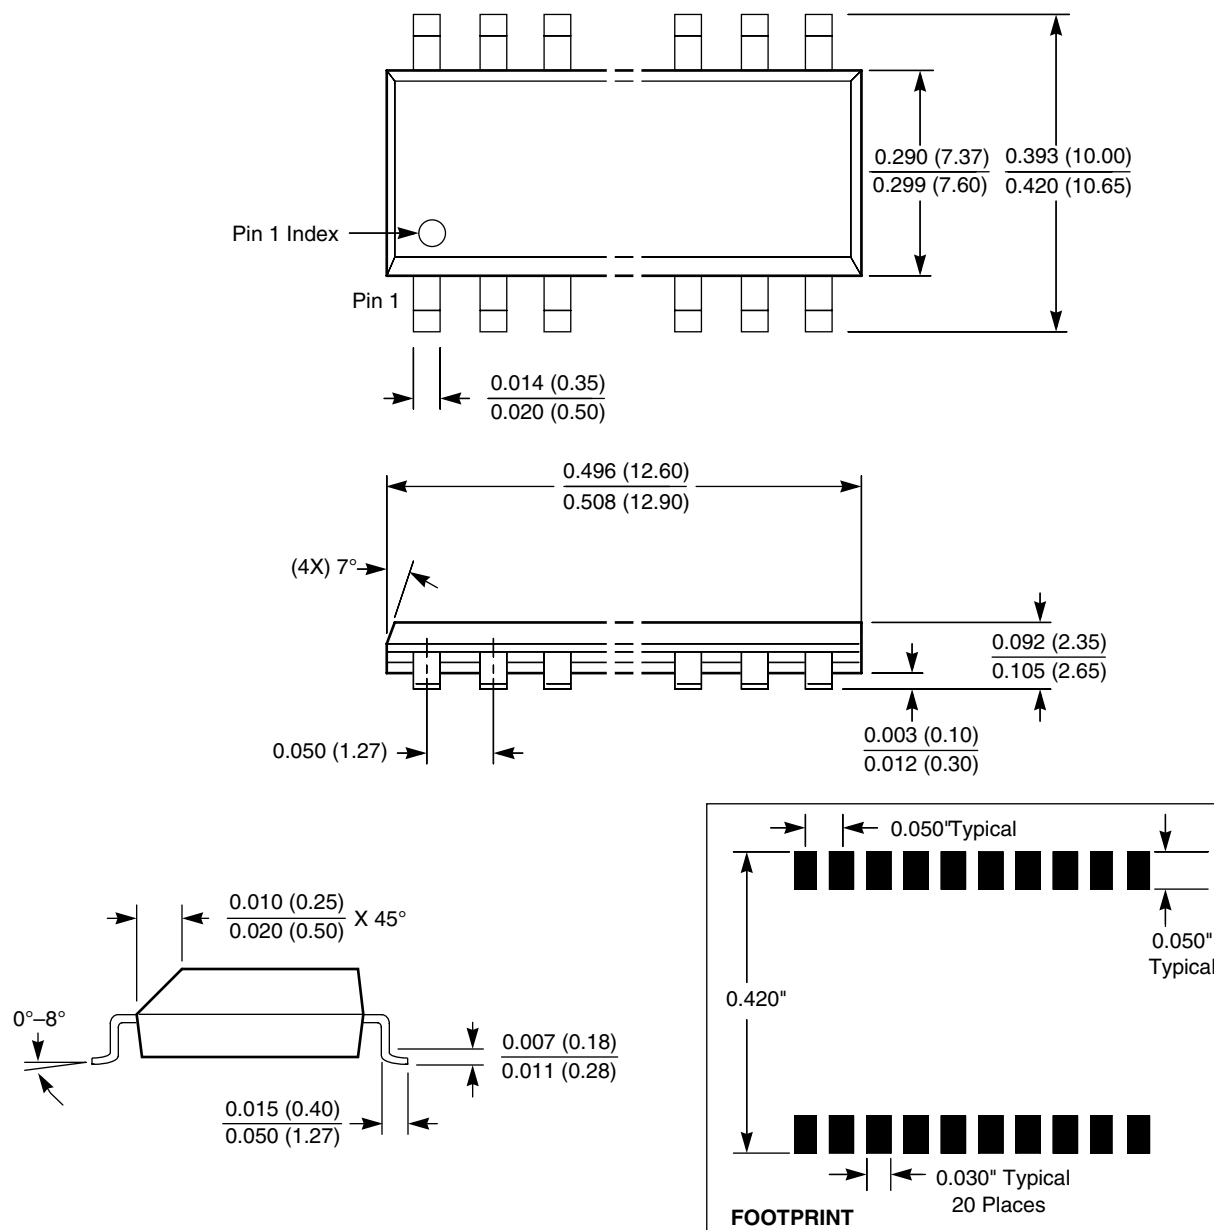 0.290 (7.37)
0.299 (7.60)
0.393 (10.00)
0.420 (10.65)
Pin 1 Index
Pin 1
0.014 (0.35)
0.020 (0.50)
0.496 (12.60)
0.508 (12.90)
(4X) 7°
0.092 (2.35)
0.105 (2.65)
0.050 (1.27)
0.003 (0.10)
0.012 (0.30)
0.010 (0.25)
0.020 (0.50)
X 45°
0°–8°
0.007 (0.18)
0.011 (0.28)
0.015 (0.40)
0.050 (1.27)
0.050"Typical
0.050"
Typical
0.420"
0.030" Typical
20 Places
FOOTPRINT